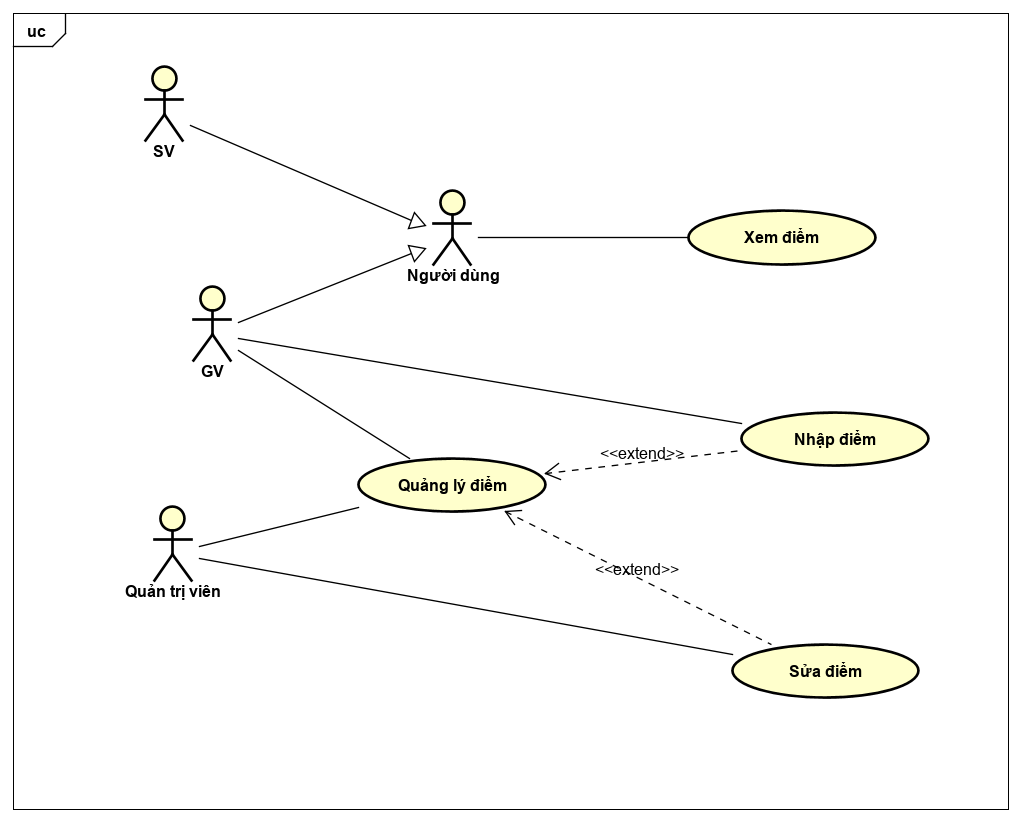 uc
SV
Người dùng
Xem điểm
GV
Nhập điểm
<<extend>>
Quảng lý điểm
Quản trị viên
<<extend>>
Sửa điểm